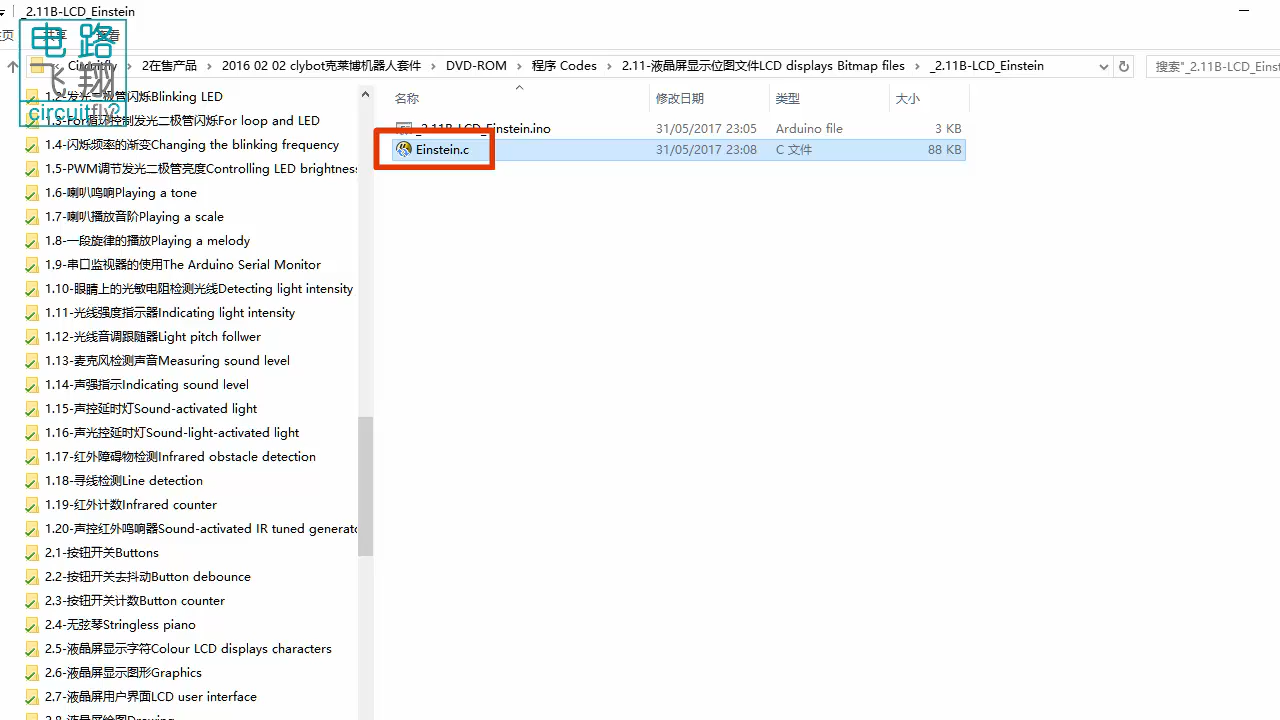 _2.11B-LCD_Einstein
共享
查看
电路
飞翔
circuitfly?
Circuitfly > 2在售产品 > 2016 02 02 clybot克莱博机器人套件 > DVD-ROM > 程序 Codes > 2.11-液晶屏显示位图文件LCD displays Bitmap files > _2.11B-LCD_Einstein
搜索"_2.11B-LCD_Einst
名称 修改日期 类型 大小
_2.11B-LCD_Einstein.ino 31/05/2017 23:05 Arduino file 3 KB
Einstein.c 31/05/2017 23:08 C 文件 88 KB
1.2-发光二极管闪烁Blinking LED
1.3-For循环控制发光二极管闪烁For loop and LED
1.4-闪烁频率的渐变Changing the blinking frequency
1.5-PWM调节发光二极管亮度Controlling LED brightness
1.6-喇叭鸣响Playing a tone
1.7-喇叭播放音阶Playing a scale
1.8-一段旋律的播放Playing a melody
1.9-串口监视器的使用The Arduino Serial Monitor
1.10-眼睛上的光敏电阻检测光线Detecting light intensity
1.11-光线强度指示器Indicating light intensity
1.12-光线音调跟随器Light pitch follwer
1.13-麦克风检测声音Measuring sound level
1.14-声强指示Indicating sound level
1.15-声控延时灯Sound-activated light
1.16-声光控延时灯Sound-light-activated light
1.17-红外障碍物检测Infrared obstacle detection
1.18-寻线检测Line detection
1.19-红外计数Infrared counter
1.20-声控红外鸣响器Sound-activated IR tuned generato
2.1-按钮开关Buttons
2.2-按钮开关去抖动Button debounce
2.3-按钮开关计数Button counter
2.4-无弦琴Stringless piano
2.5-液晶屏显示字符Colour LCD displays characters
2.6-液晶屏显示图形Graphics
2.7-液晶屏用户界面LCD user interface
2.8-液晶屏绘图Drawing